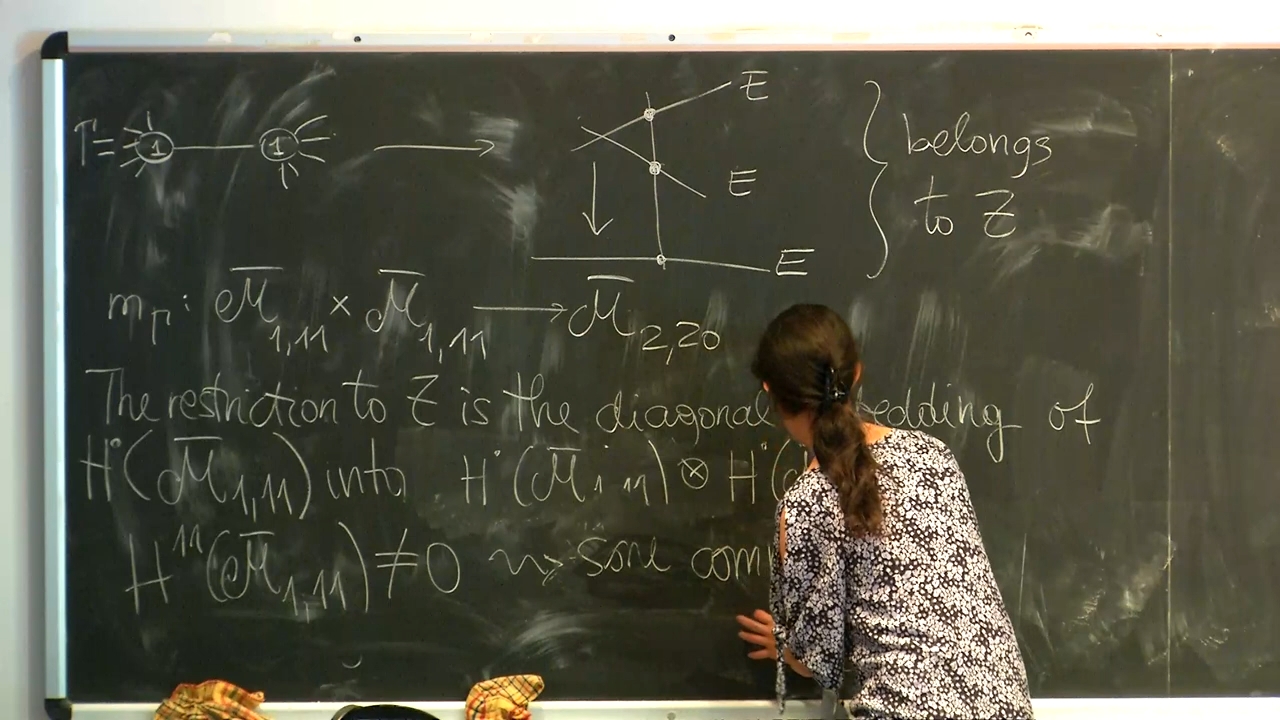 Γ = 1 — 1 → E } belongs
E to Z
E
m_Γ : M̅_{1,11} × M̅_{1,11} → M̅_{2,20}
The restriction to Z is the diagonal edding of
H^•(M̅_{1,11}) into H^•(M̅_{1,11}) ⊗ H^•(
H^{11}(M̅_{1,11}) ≠ 0 ⇝ some com